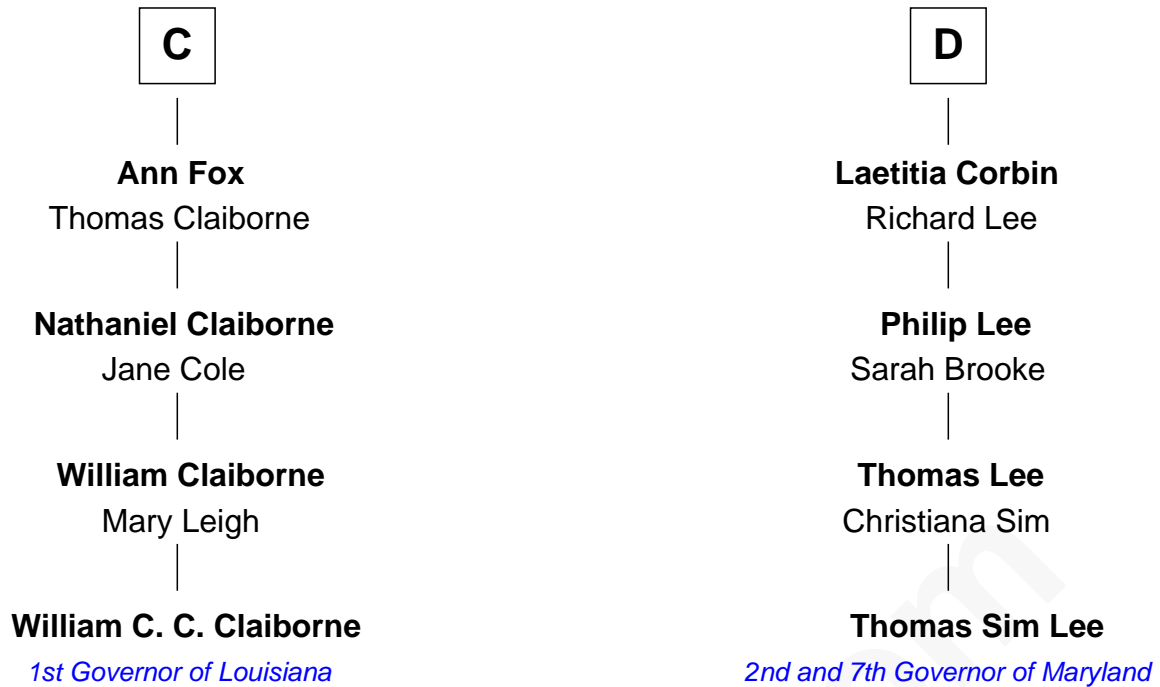 C
Ann Fox
Thomas Claiborne
Nathaniel Claiborne
Jane Cole
William Claiborne
Mary Leigh
William C. C. Claiborne
1st Governor of Louisiana
D
Laetitia Corbin
Richard Lee
Philip Lee
Sarah Brooke
Thomas Lee
Christiana Sim
Thomas Sim Lee
2nd and 7th Governor of Maryland